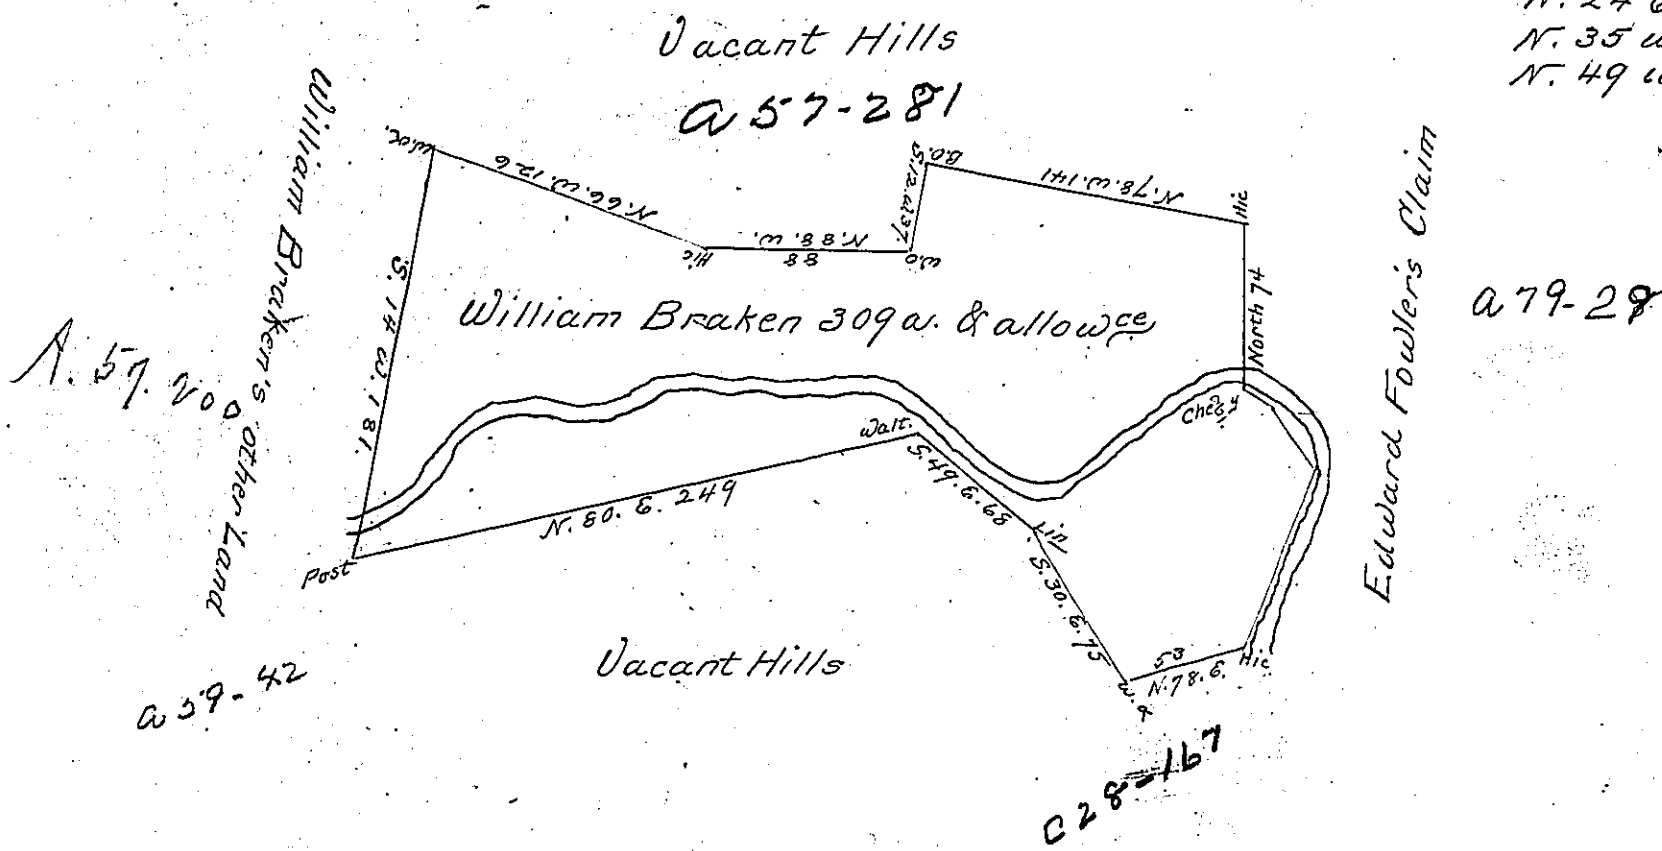 Vacant Hills
a 57-281
N. 24
N. 35 w
N. 49 w
William Braken's other Land
Edward Fowler's Claim
W.oa.
N. 66. W. 126
Hic
N. 88. W.
88
W.O
S. 12. W 37.
B.O.
N. 78. W. 141
Hic
North 74
S. 14 W. 181.
William Braken 309 a. & allowce
a 79-28
A. 57. 200
Chesy
Walt.
N. 80. E. 249
S. 49. E. 68
Lin
S. 30. E. 75
Post
Vacant Hills
53
N. 78. E.
Hic
a 59-42
C 28-167